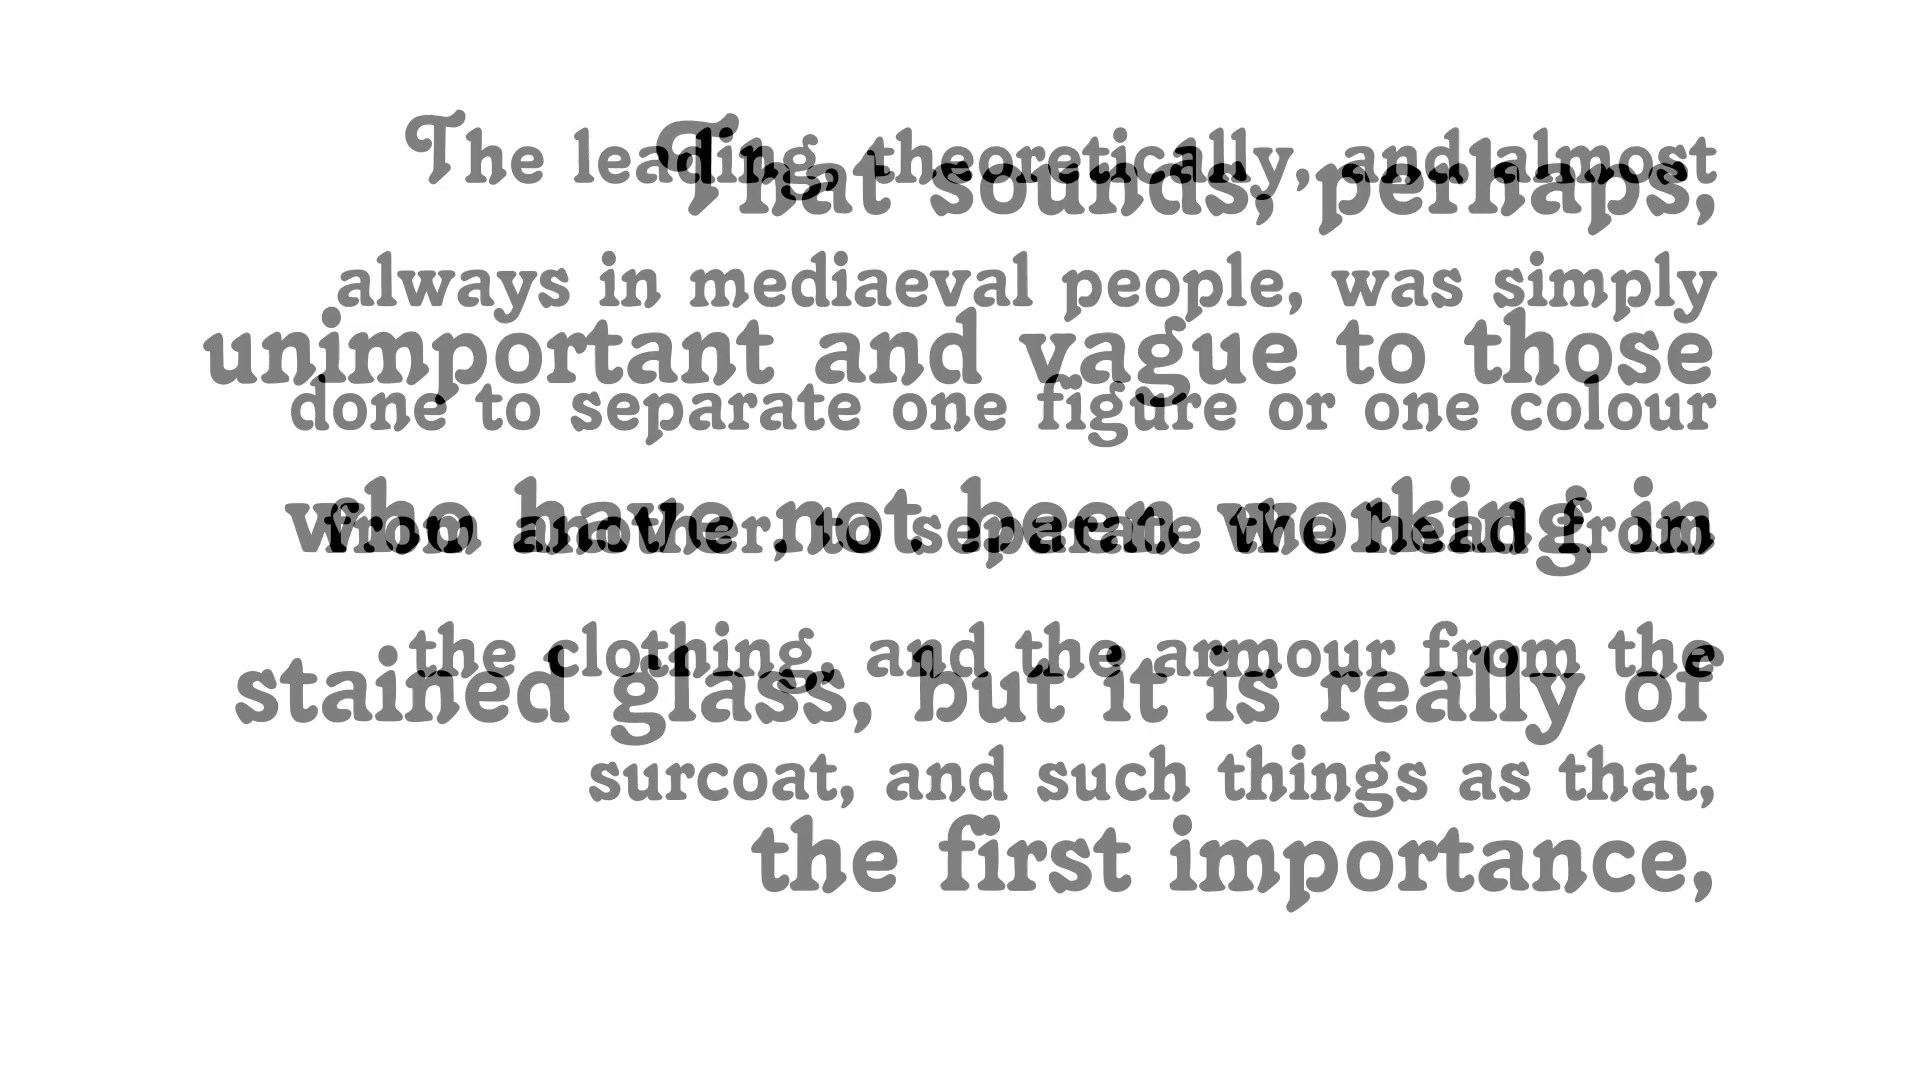 The leading, theoretically, and almost
always in mediaeval people, was simply
done to separate one figure or one colour
from another, to separate the head from
the clothing, and the armour from the
surcoat, and such things as that,
That sounds, perhaps,
unimportant and vague to those
who have not been working in
stained glass, but it is really of
the first importance,